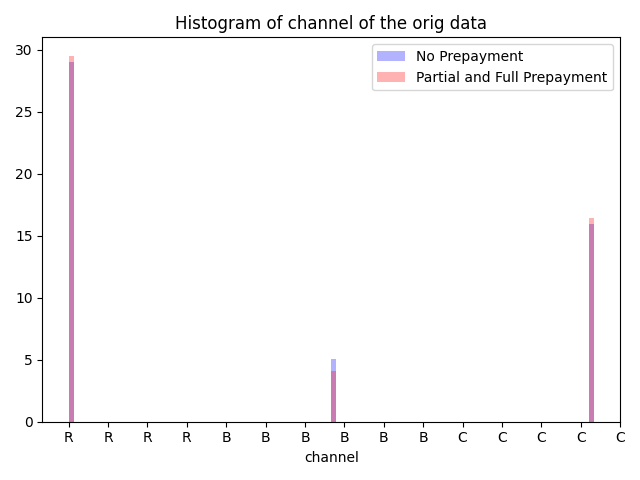 Histogram of channel of the orig data
No Prepayment
Partial and Full Prepayment
30
25
20
15
10
5
0
R R R R B B B B B B C C C C C
channel